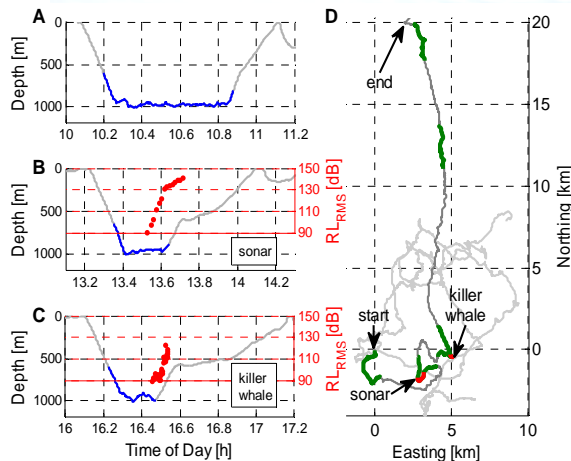 A
Depth [m]
0
500
1000
10 10.2 10.4 10.6 10.8 11 11.2
B
Depth [m]
0
500
1000
150
130
110
90
RL_RMS [dB]
sonar
13.2 13.4 13.6 13.8 14 14.2
C
Depth [m]
0
500
1000
150
130
110
90
RL_RMS [dB]
killer
whale
16 16.2 16.4 16.6 16.8 17 17.2
Time of Day [h]
D
end
start
killer
whale
sonar
20
15
10
5
0
Northing [km]
0 5 10
Easting [km]